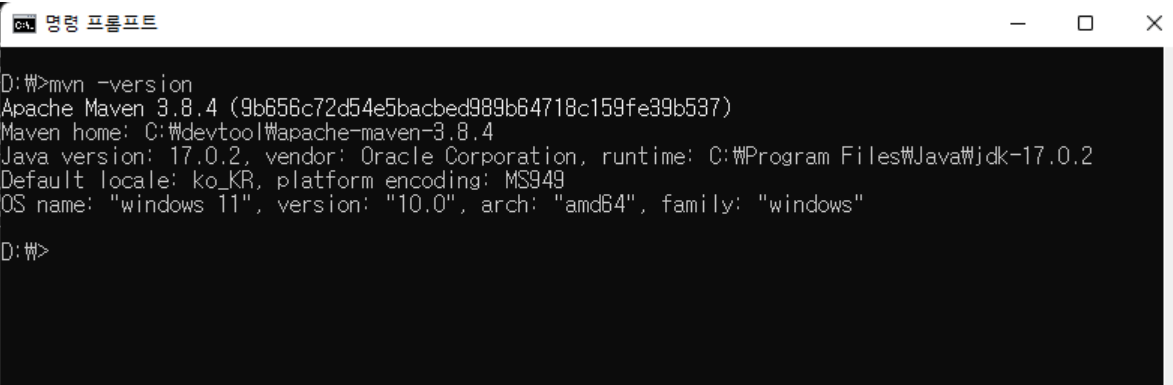 명령 프롬프트
D:₩>mvn -version
Apache Maven 3.8.4 (9b656c72d54e5bacbed989b64718c159fe39b537)
Maven home: C:₩devtool₩apache-maven-3.8.4
Java version: 17.0.2, vendor: Oracle Corporation, runtime: C:₩Program Files₩Java₩jdk-17.0.2
Default locale: ko_KR, platform encoding: MS949
OS name: "windows 11", version: "10.0", arch: "amd64", family: "windows"
D:₩>